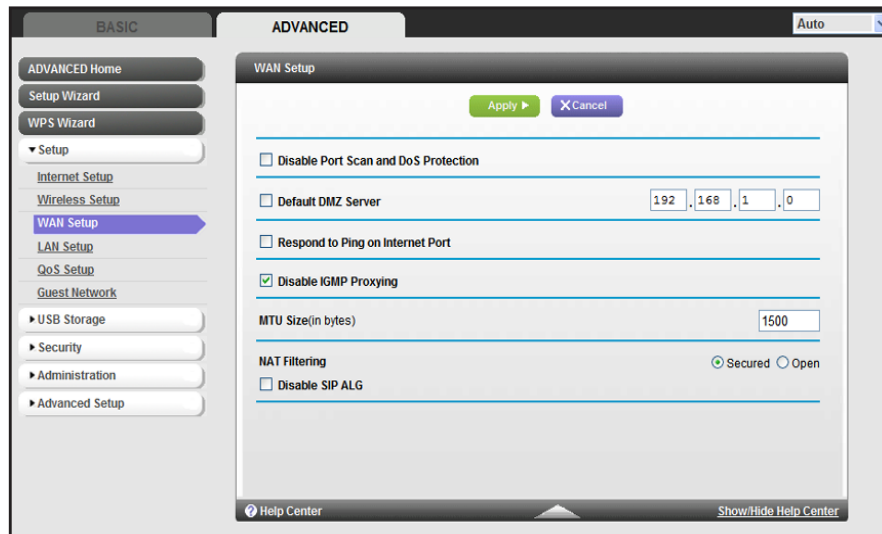 BASIC
ADVANCED
Auto
ADVANCED Home
Setup Wizard
WPS Wizard
Setup
Internet Setup
Wireless Setup
WAN Setup
LAN Setup
QoS Setup
Guest Network
USB Storage
Security
Administration
Advanced Setup
WAN Setup
Apply
X Cancel
Disable Port Scan and DoS Protection
Default DMZ Server 192 . 168 . 1 . 0
Respond to Ping on Internet Port
Disable IGMP Proxying
MTU Size(in bytes) 1500
NAT Filtering Secured Open
Disable SIP ALG
? Help Center Show/Hide Help Center